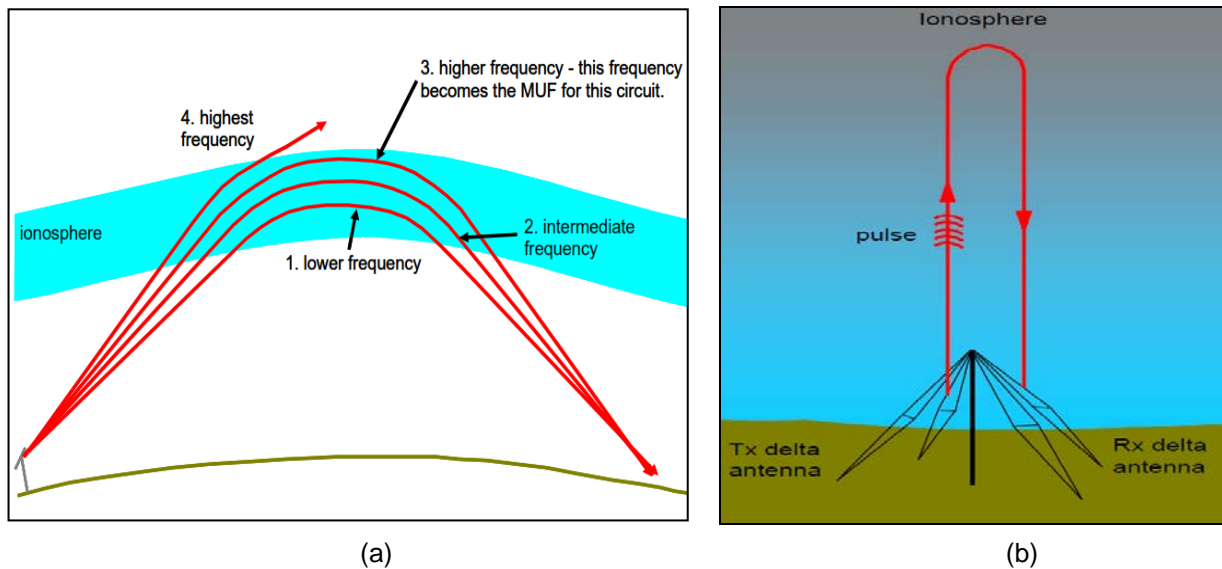 3. higher frequency - this frequency
becomes the MUF for this circuit.
4. highest
frequency
ionosphere
2. intermediate
frequency
1. lower frequency
(a)
Ionosphere
pulse
Tx delta
antenna
Rx delta
antenna
(b)